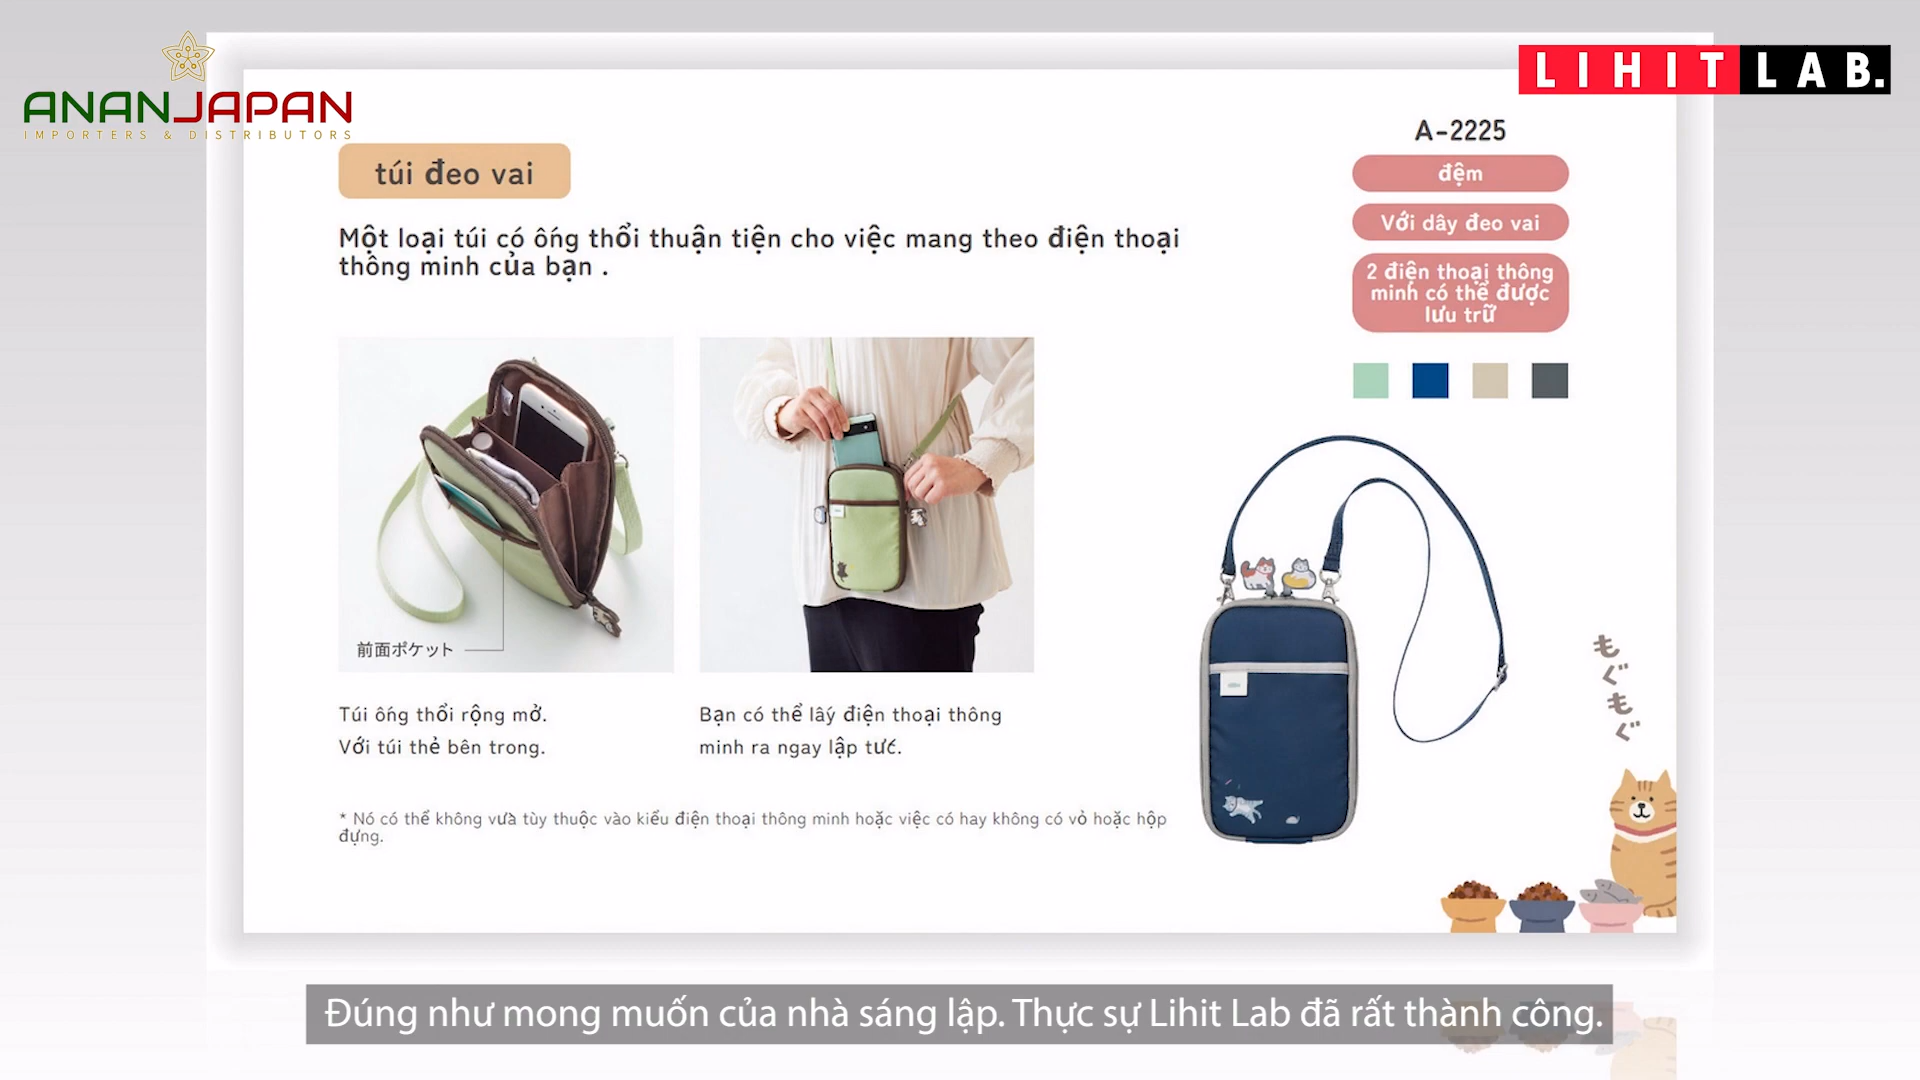 ANANJAPAN
IMPORTERS & DISTRIBUTORS
LIHITLAB.
A-2225
túi đeo vai
đệm
Với dây đeo vai
2 điện thoại thông
minh có thể được
lưu trữ
Một loại túi có ống thổi thuận tiện cho việc mang theo điện thoại
thông minh của bạn .
前面ポケット
Túi ống thổi rộng mở.
Với túi thẻ bên trong.
Bạn có thể lấy điện thoại thông
minh ra ngay lập tức.
* Nó có thể không vừa tùy thuộc vào kiểu điện thoại thông minh hoặc việc có hay không có vỏ hoặc hộp
đựng.
もぐもぐ
Đúng như mong muốn của nhà sáng lập. Thực sự Lihit Lab đã rất thành công.